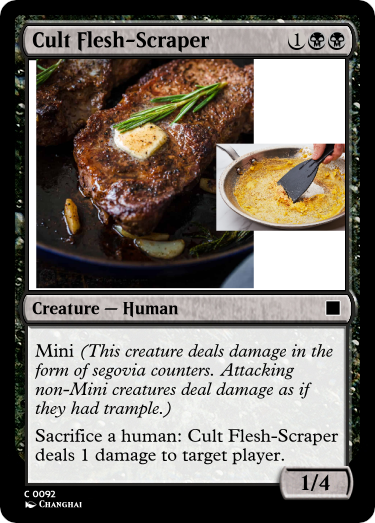 Cult Flesh-Scraper 1
Creature — Human
Mini (This creature deals damage in the
form of segovia counters. Attacking
non-Mini creatures deal damage as if
they had trample.)
Sacrifice a human: Cult Flesh-Scraper
deals 1 damage to target player.
1/4
C 0092
Changhai